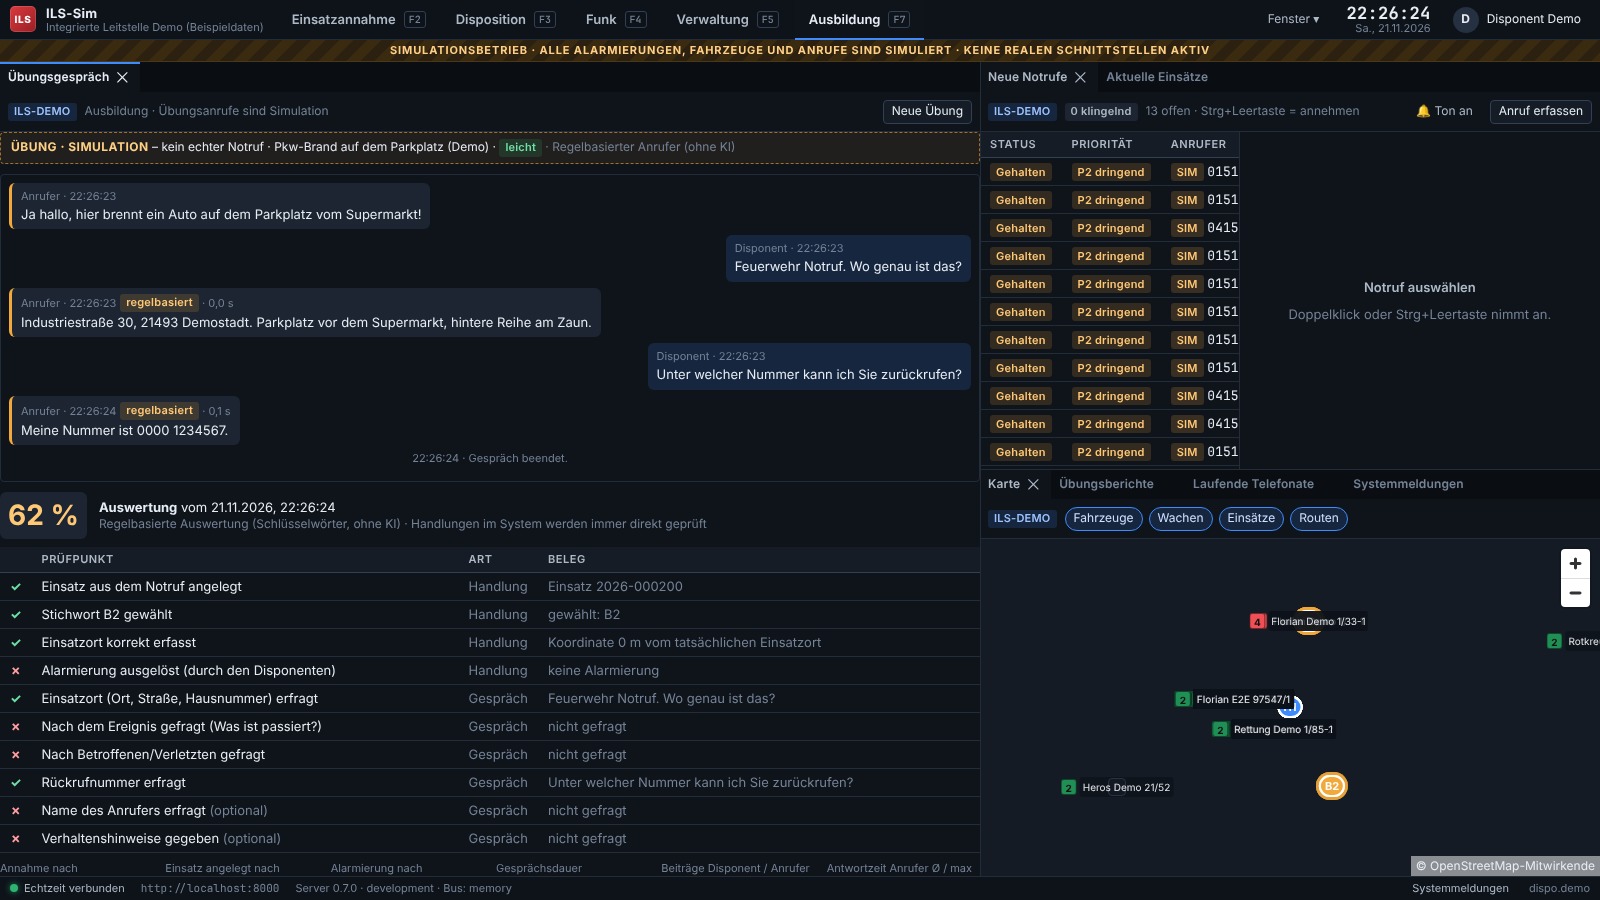 ILS
ILS-Sim
Integrierte Leitstelle Demo (Beispieldaten)
Einsatzannahme F2
Disposition F3
Funk F4
Verwaltung F5
Ausbildung F7
Fenster ▾
22:26:24
Sa., 21.11.2026
D
Disponent Demo
SIMULATIONSBETRIEB · ALLE ALARMIERUNGEN, FAHRZEUGE UND ANRUFE SIND SIMULIERT · KEINE REALEN SCHNITTSTELLEN AKTIV
Übungsgespräch
ILS-DEMO Ausbildung · Übungsanrufe sind Simulation
Neue Übung
ÜBUNG · SIMULATION – kein echter Notruf · Pkw-Brand auf dem Parkplatz (Demo) · leicht · Regelbasierter Anrufer (ohne KI)
Anrufer · 22:26:23
Ja hallo, hier brennt ein Auto auf dem Parkplatz vom Supermarkt!
Disponent · 22:26:23
Feuerwehr Notruf. Wo genau ist das?
Anrufer · 22:26:23 regelbasiert · 0,0 s
Industriestraße 30, 21493 Demostadt. Parkplatz vor dem Supermarkt, hintere Reihe am Zaun.
Disponent · 22:26:23
Unter welcher Nummer kann ich Sie zurückrufen?
Anrufer · 22:26:24 regelbasiert · 0,1 s
Meine Nummer ist 0000 1234567.
22:26:24 · Gespräch beendet.
62 %
Auswertung vom 21.11.2026, 22:26:24
Regelbasierte Auswertung (Schlüsselwörter, ohne KI) · Handlungen im System werden immer direkt geprüft
PRÜFPUNKT ART BELEG
✓ Einsatz aus dem Notruf angelegt Handlung Einsatz 2026-000200
✓ Stichwort B2 gewählt Handlung gewählt: B2
✓ Einsatzort korrekt erfasst Handlung Koordinate 0 m vom tatsächlichen Einsatzort
× Alarmierung ausgelöst (durch den Disponenten) Handlung keine Alarmierung
✓ Einsatzort (Ort, Straße, Hausnummer) erfragt Gespräch Feuerwehr Notruf. Wo genau ist das?
× Nach dem Ereignis gefragt (Was ist passiert?) Gespräch nicht gefragt
× Nach Betroffenen/Verletzten gefragt Gespräch nicht gefragt
✓ Rückrufnummer erfragt Gespräch Unter welcher Nummer kann ich Sie zurückrufen?
× Name des Anrufers erfragt (optional) Gespräch nicht gefragt
× Verhaltenshinweise gegeben (optional) Gespräch nicht gefragt
Annahme nach Einsatz angelegt nach Alarmierung nach Gesprächsdauer Beiträge Disponent / Anrufer Antwortzeit Anrufer Ø / max
Neue Notrufe
Aktuelle Einsätze
ILS-DEMO 0 klingelnd 13 offen · Strg+Leertaste = annehmen
🔔 Ton an
Anruf erfassen
STATUS PRIORITÄT ANRUFER
Gehalten P2 dringend SIM 0151
Gehalten P2 dringend SIM 0151
Gehalten P2 dringend SIM 0415
Gehalten P2 dringend SIM 0151
Gehalten P2 dringend SIM 0151
Gehalten P2 dringend SIM 0151
Gehalten P2 dringend SIM 0151
Gehalten P2 dringend SIM 0151
Gehalten P2 dringend SIM 0415
Gehalten P2 dringend SIM 0415
Gehalten P2 dringend SIM 0151
Notruf auswählen
Doppelklick oder Strg+Leertaste nimmt an.
Karte
Übungsberichte
Laufende Telefonate
Systemmeldungen
ILS-DEMO Fahrzeuge Wachen Einsätze Routen
+
−
4 Florian Demo 1/33-1
2 Rotkre
2 Florian E2E 97547/1
2 Rettung Demo 1/85-1
2 Heros Demo 21/52
B2
© OpenStreetMap-Mitwirkende
Echtzeit verbunden http://localhost:8000 Server 0.7.0 · development · Bus: memory
Systemmeldungen dispo.demo